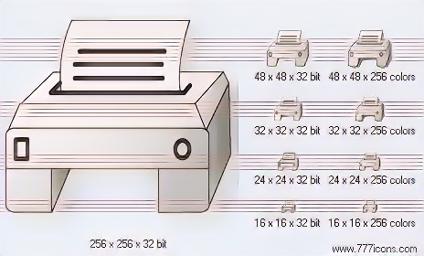 48 x 48 x 32 bit 48 x 48 x 256 colors
32 x 32 x 32 bit 32 x 32 x 256 colors
24 x 24 x 32 bit 24 x 24 x 256 colors
16 x 16 x 32 bit 16 x 16 x 256 colors
256 x 256 x 32 bit
www.777icons.com